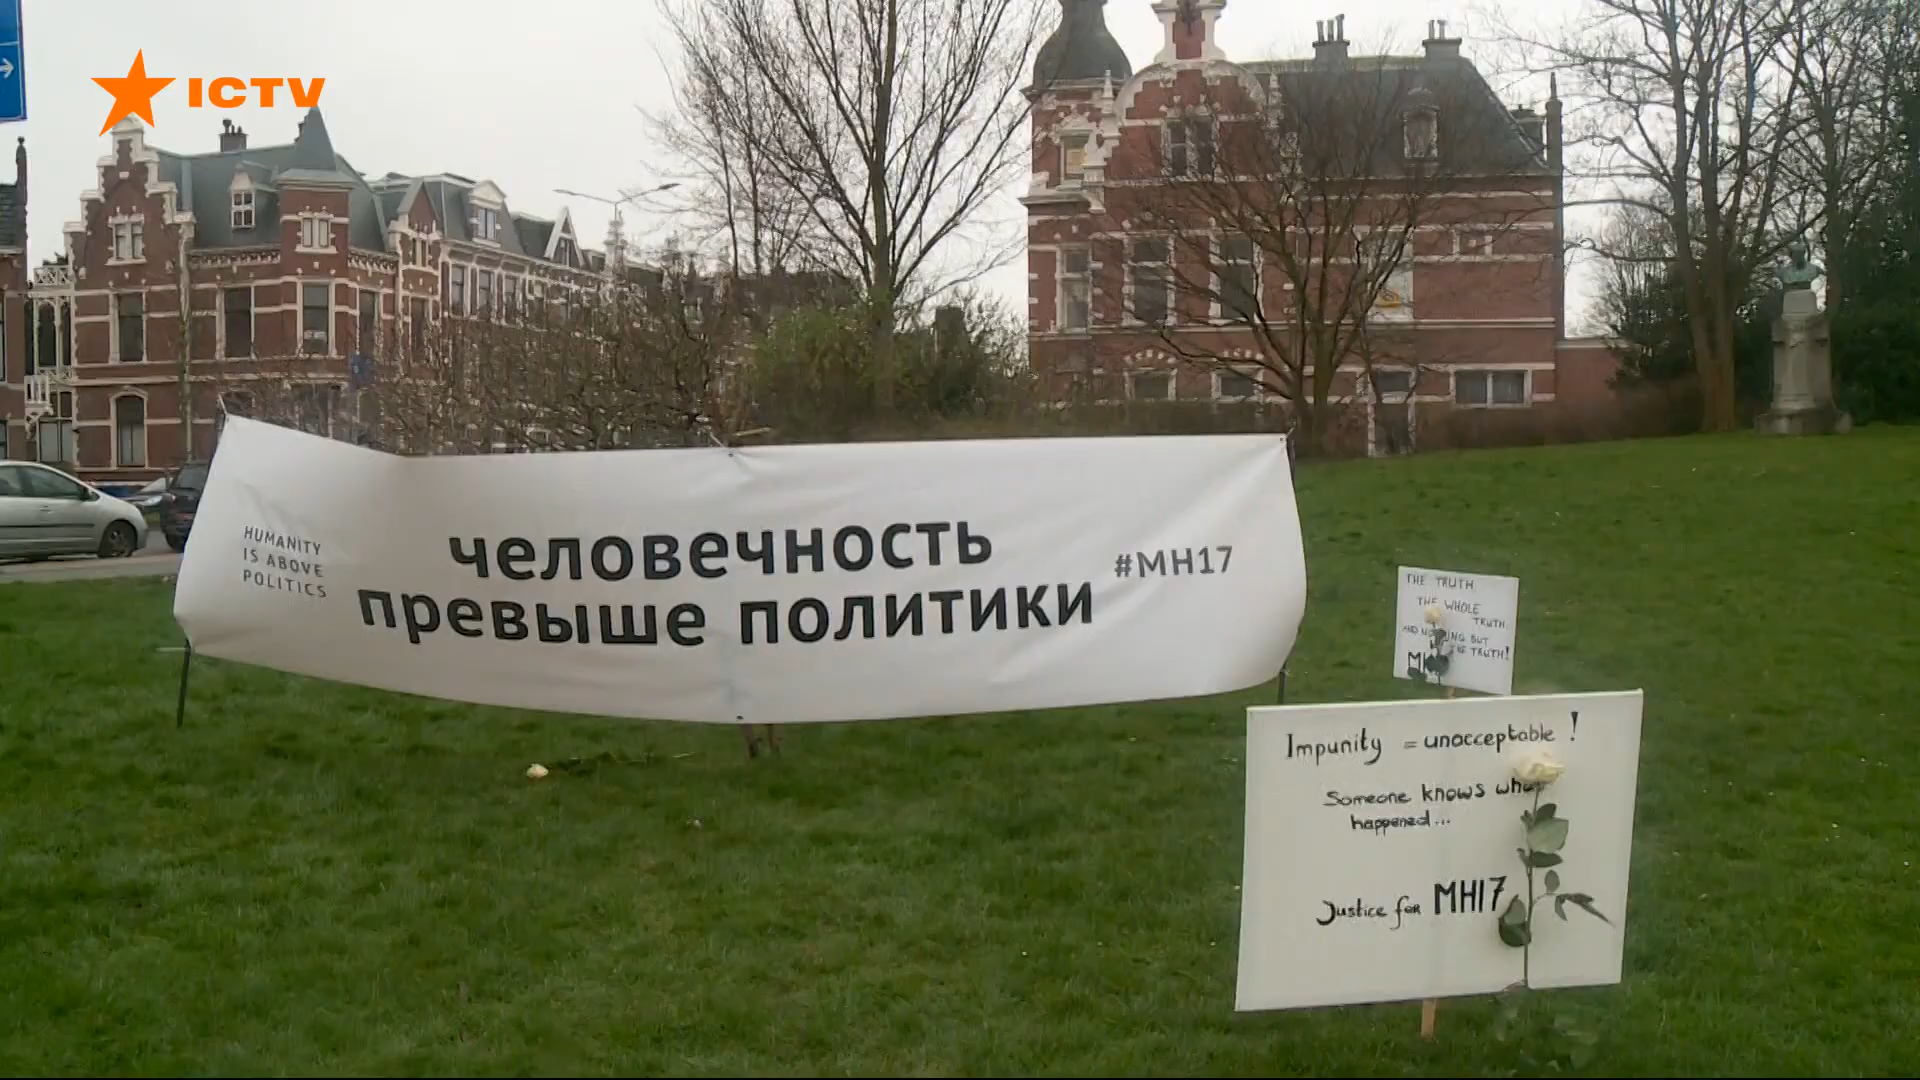 ICTV
HUMANITY
IS ABOVE
POLITICS
человечность
превыше политики
#MH17
THE TRUTH
THE WHOLE
TRUTH
BUT
THE TRUTH!
Impunity = unacceptable!
Someone knows
happened...
Justice for MH17